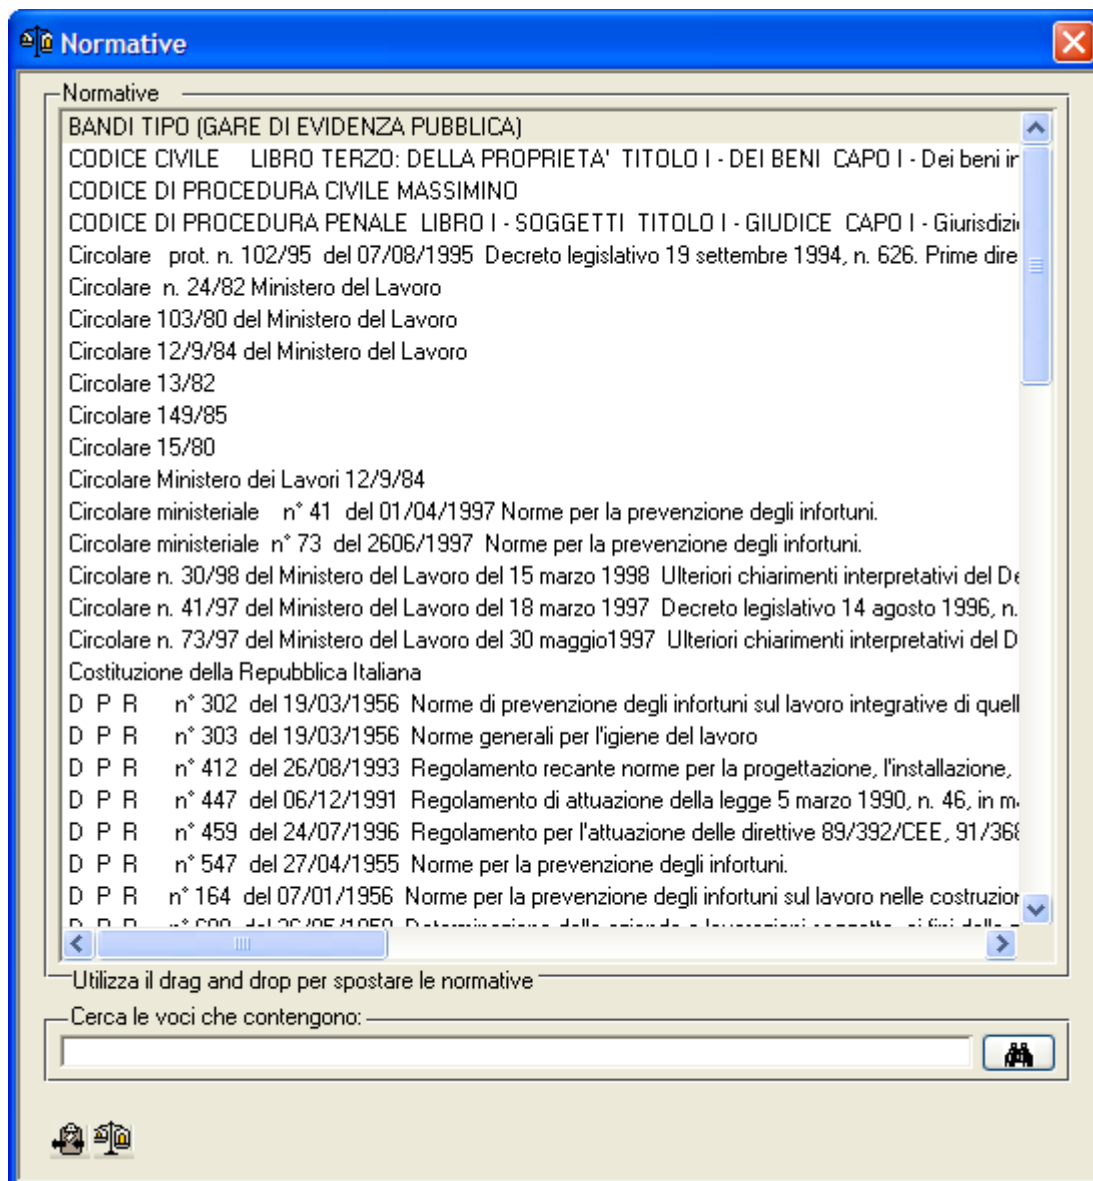 Normative
Normative
BANDI TIPO (GARE DI EVIDENZA PUBBLICA)
CODICE CIVILE LIBRO TERZO: DELLA PROPRIETA' TITOLO I - DEI BENI CAPO I - Dei beni in
CODICE DI PROCEDURA CIVILE MASSIMINO
CODICE DI PROCEDURA PENALE LIBRO I - SOGGETTI TITOLO I - GIUDICE CAPO I - Giurisdizi
Circolare prot. n. 102/95 del 07/08/1995 Decreto legislativo 19 settembre 1994, n. 626. Prime dire
Circolare n. 24/82 Ministero del Lavoro
Circolare 103/80 del Ministero del Lavoro
Circolare 12/9/84 del Ministero del Lavoro
Circolare 13/82
Circolare 149/85
Circolare 15/80
Circolare Ministero dei Lavori 12/9/84
Circolare ministeriale n° 41 del 01/04/1997 Norme per la prevenzione degli infortuni.
Circolare ministeriale n° 73 del 2606/1997 Norme per la prevenzione degli infortuni.
Circolare n. 30/98 del Ministero del Lavoro del 15 marzo 1998 Ulteriori chiarimenti interpretativi del De
Circolare n. 41/97 del Ministero del Lavoro del 18 marzo 1997 Decreto legislativo 14 agosto 1996, n.
Circolare n. 73/97 del Ministero del Lavoro del 30 maggio1997 Ulteriori chiarimenti interpretativi del D
Costituzione della Repubblica Italiana
D P R n° 302 del 19/03/1956 Norme di prevenzione degli infortuni sul lavoro integrative di quell
D P R n° 303 del 19/03/1956 Norme generali per l'igiene del lavoro
D P R n° 412 del 26/08/1993 Regolamento recante norme per la progettazione, l'installazione,
D P R n° 447 del 06/12/1991 Regolamento di attuazione della legge 5 marzo 1990, n. 46, in m
D P R n° 459 del 24/07/1996 Regolamento per l'attuazione delle direttive 89/392/CEE, 91/368
D P R n° 547 del 27/04/1955 Norme per la prevenzione degli infortuni.
D P R n° 164 del 07/01/1956 Norme per la prevenzione degli infortuni sul lavoro nelle costruzion
Utilizza il drag and drop per spostare le normative
Cerca le voci che contengono: